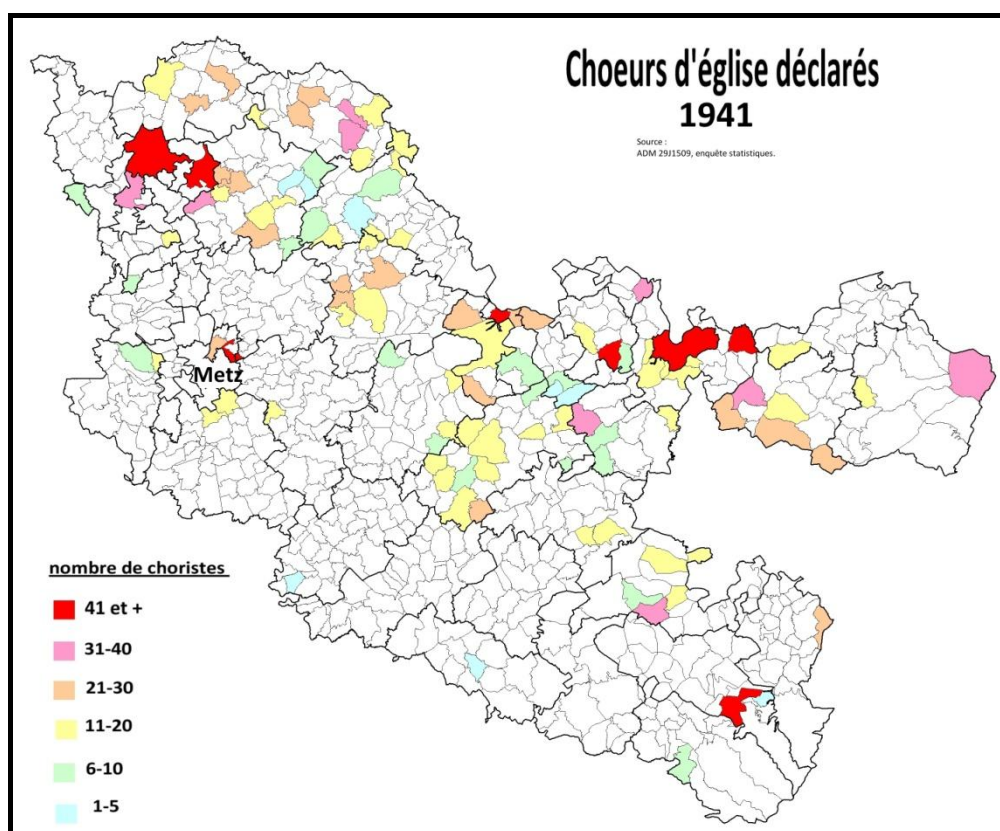 Choeurs d'église déclarés
1941
Source :
ADM 29J1509, enquête statistiques.
Metz
nombre de choristes
41 et +
31-40
21-30
11-20
6-10
1-5